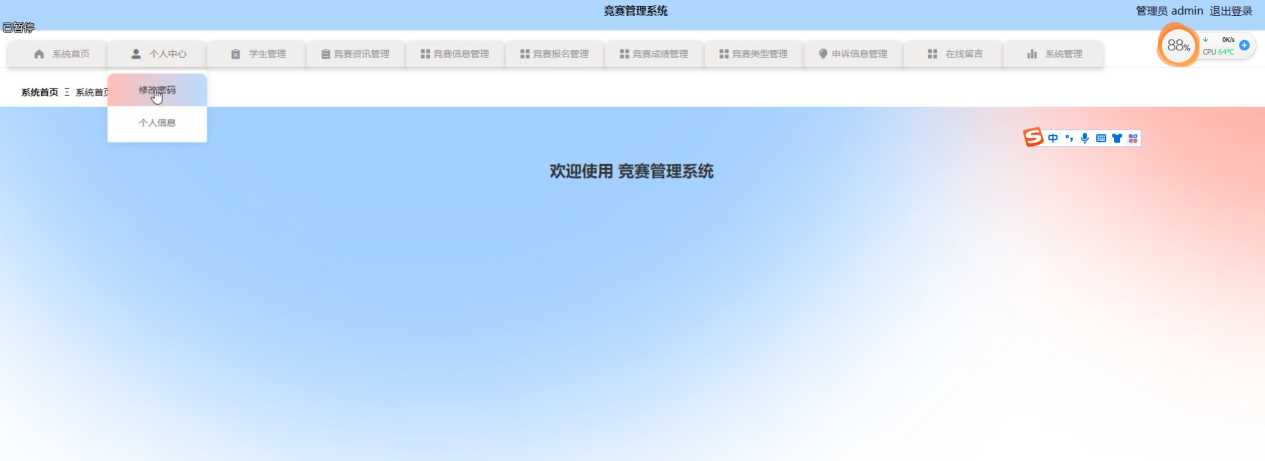 竞赛管理系统
管理员 admin 退出登录
已暂停
系统首页 个人中心 学生管理 竞赛资讯管理 竞赛信息管理 竞赛报名管理 竞赛成绩管理 竞赛类型管理 申诉信息管理 在线留言 系统管理
88% 0K/s
CPU 64℃
系统首页 Ξ 系统首页
修改密码
个人信息
中
欢迎使用 竞赛管理系统